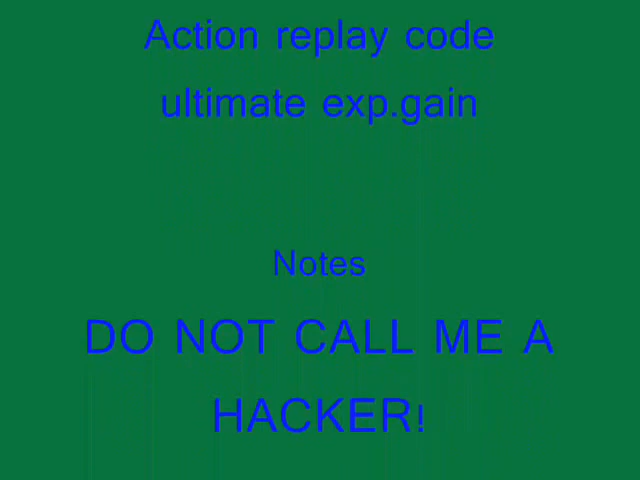 Action replay code
ultimate exp.gain
Notes
DO NOT CALL ME A
HACKER!